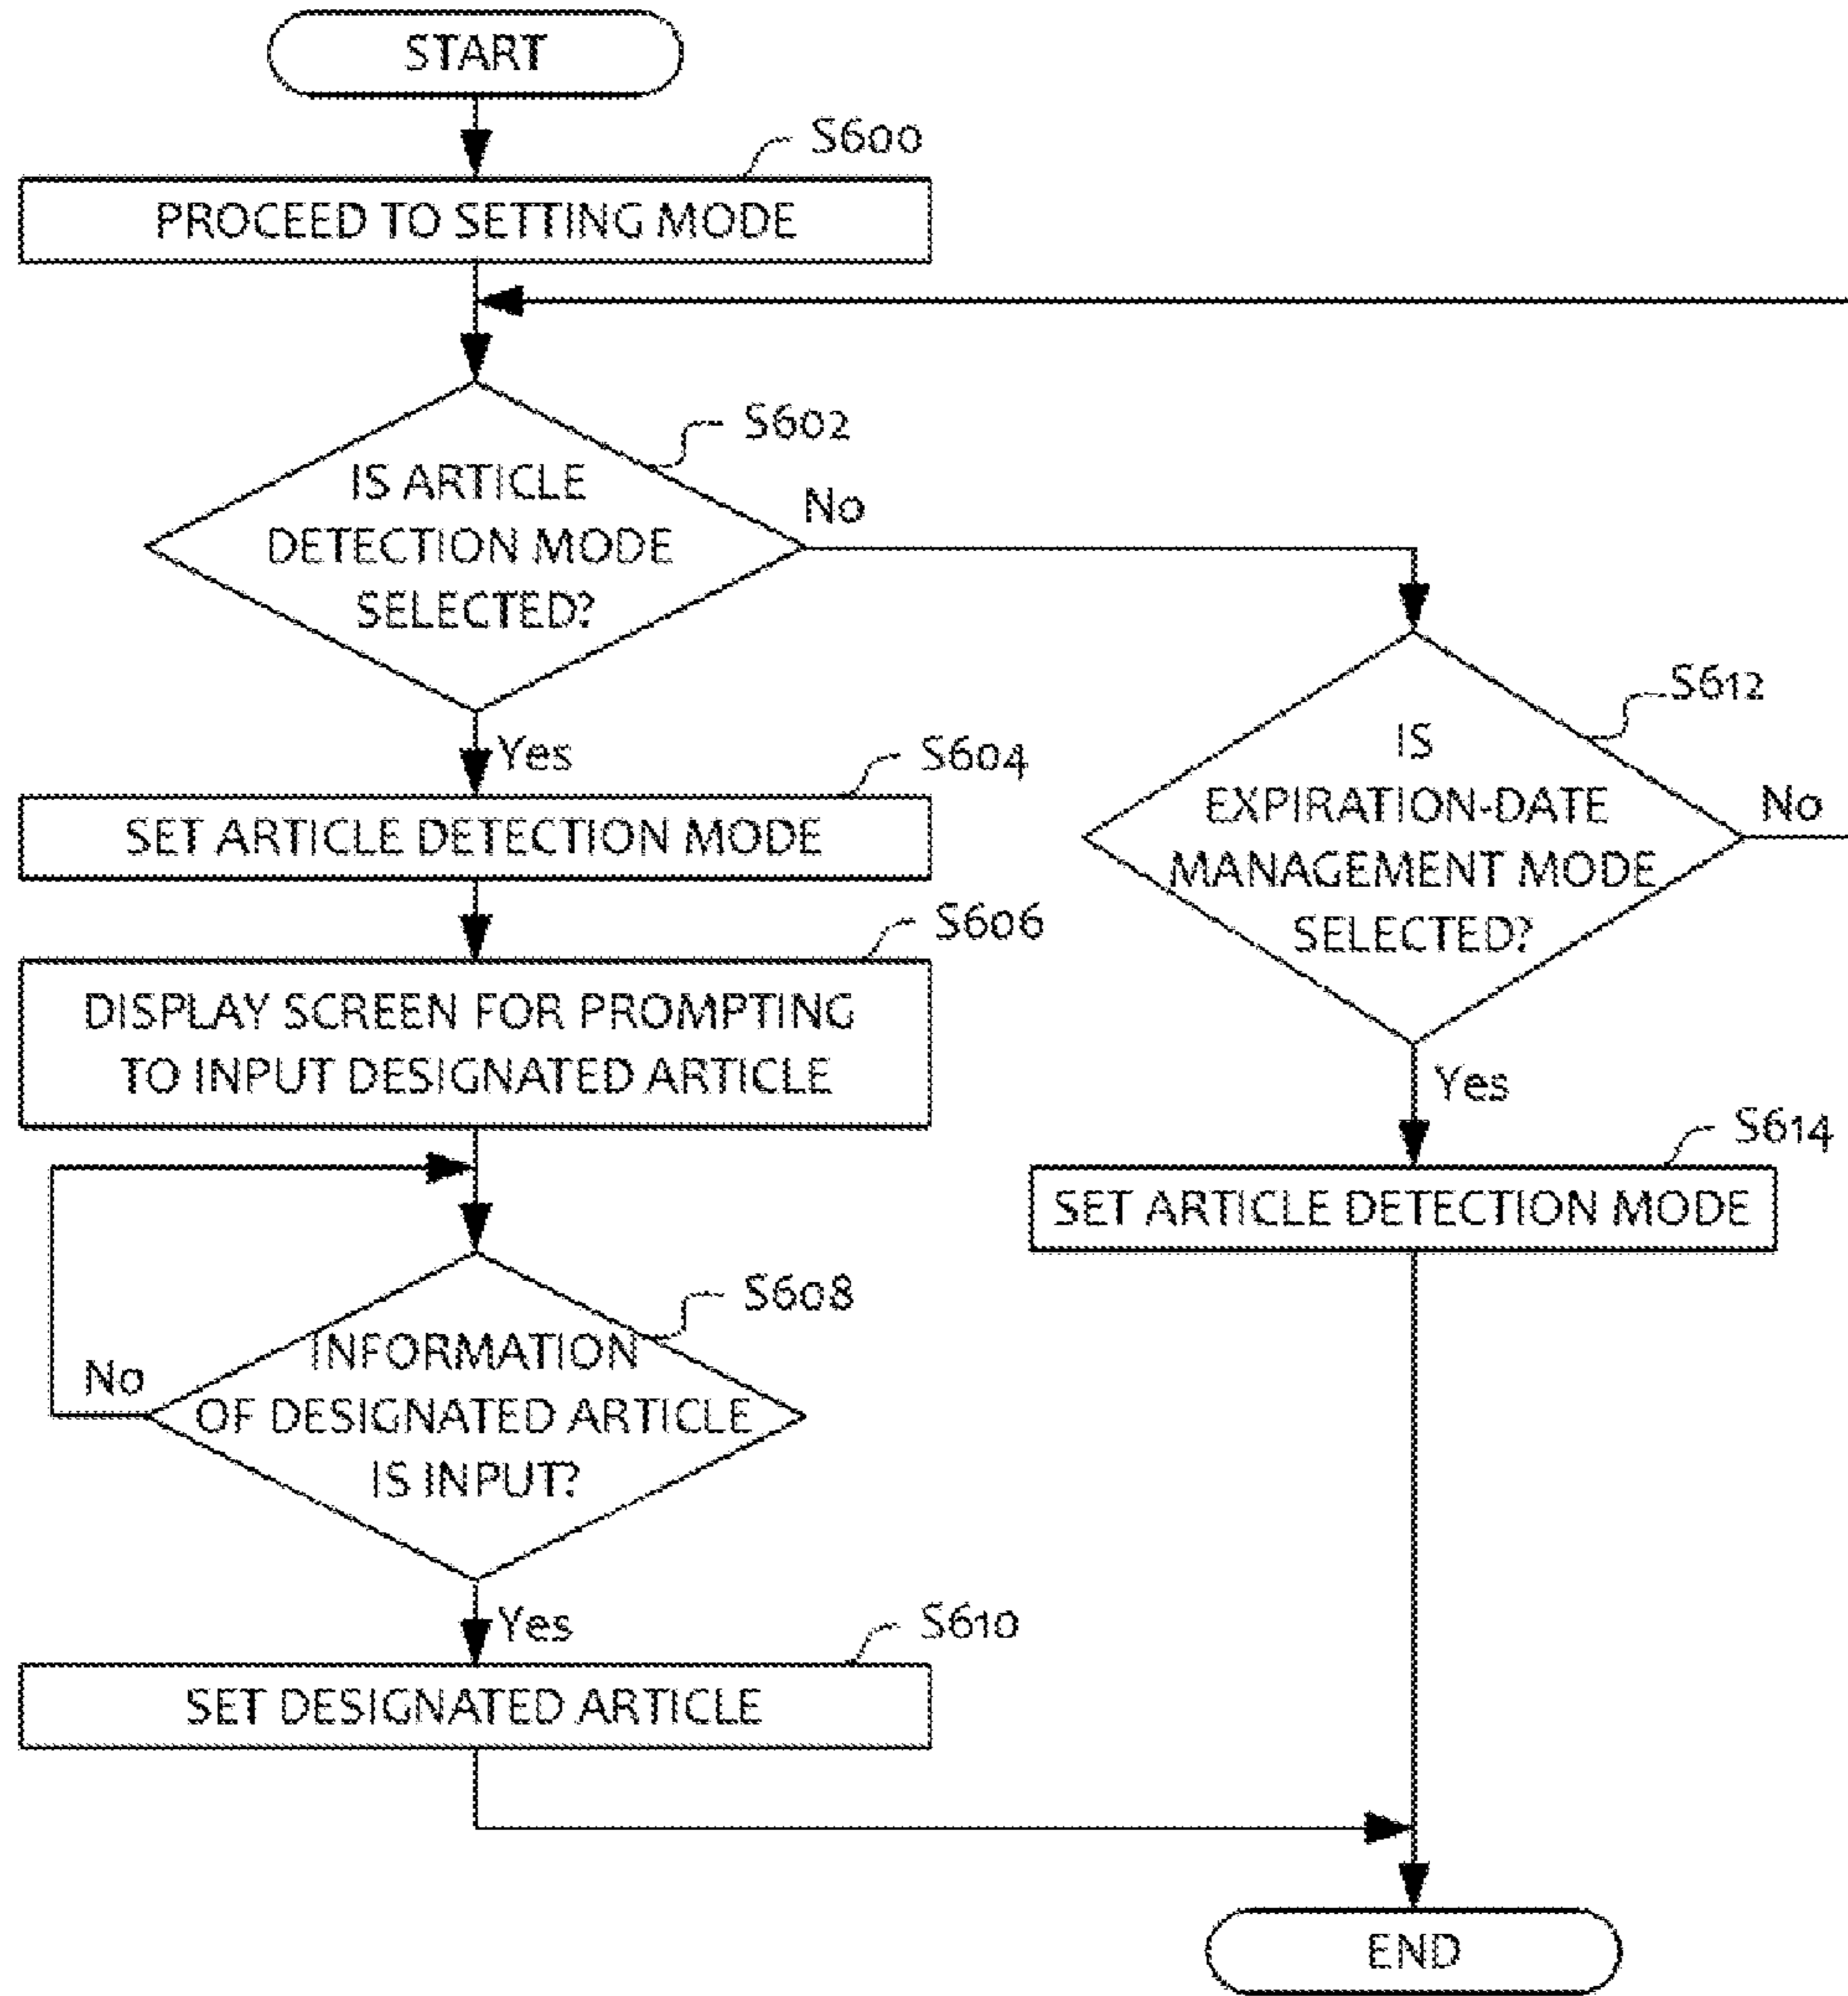 START
S600
PROCEED TO SETTING MODE
S602
IS ARTICLE
DETECTION MODE
SELECTED?
No
Yes
S604
SET ARTICLE DETECTION MODE
S606
DISPLAY SCREEN FOR PROMPTING
TO INPUT DESIGNATED ARTICLE
S608
INFORMATION
OF DESIGNATED ARTICLE
IS INPUT?
No
Yes
S610
SET DESIGNATED ARTICLE
S612
IS
EXPIRATION-DATE
MANAGEMENT MODE
SELECTED?
No
Yes
S614
SET ARTICLE DETECTION MODE
END